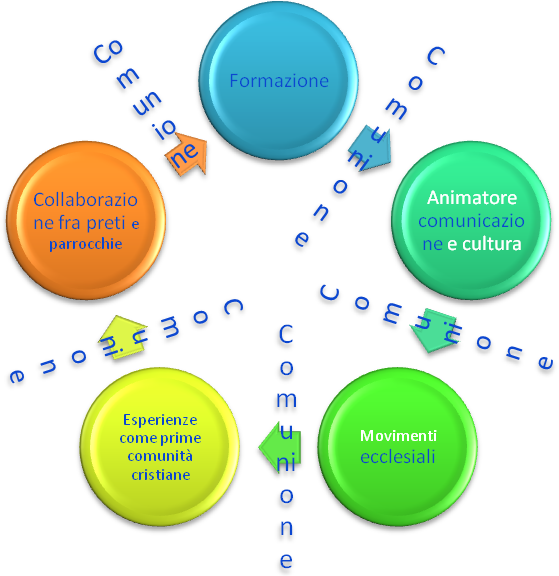 Formazione
Comunione
Animatore
comunicazio
ne e cultura
Comunione
Movimenti
ecclesiali
Comunione
Esperienze
come prime
comunità
cristiane
Comunione
Collaborazio
ne fra preti e
parrocchie
Comunione